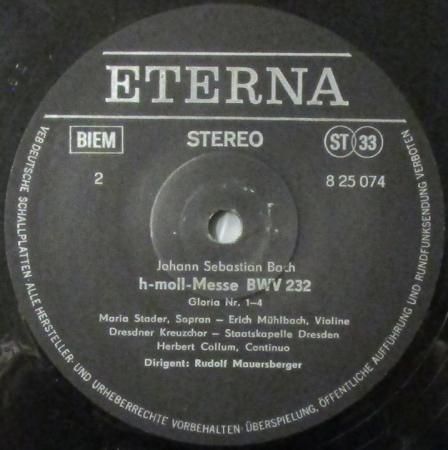 ETERNA
BIEM
STEREO
ST 33
2
8 25 074
Johann Sebastian Bach
h-moll-Messe BWV 232
Gloria Nr. 1–4
Maria Stader, Sopran – Erich Mühlbach, Violine
Dresdner Kreuzchor – Staatskapelle Dresden
Herbert Collum, Continuo
Dirigent: Rudolf Mauersberger
VEB DEUTSCHE SCHALLPLATTEN · ALLE HERSTELLER- UND URHEBERRECHTE VORBEHALTEN · ÜBERSPIELUNG, ÖFFENTLICHE AUFFÜHRUNG UND RUNDFUNKSENDUNG VERBOTEN